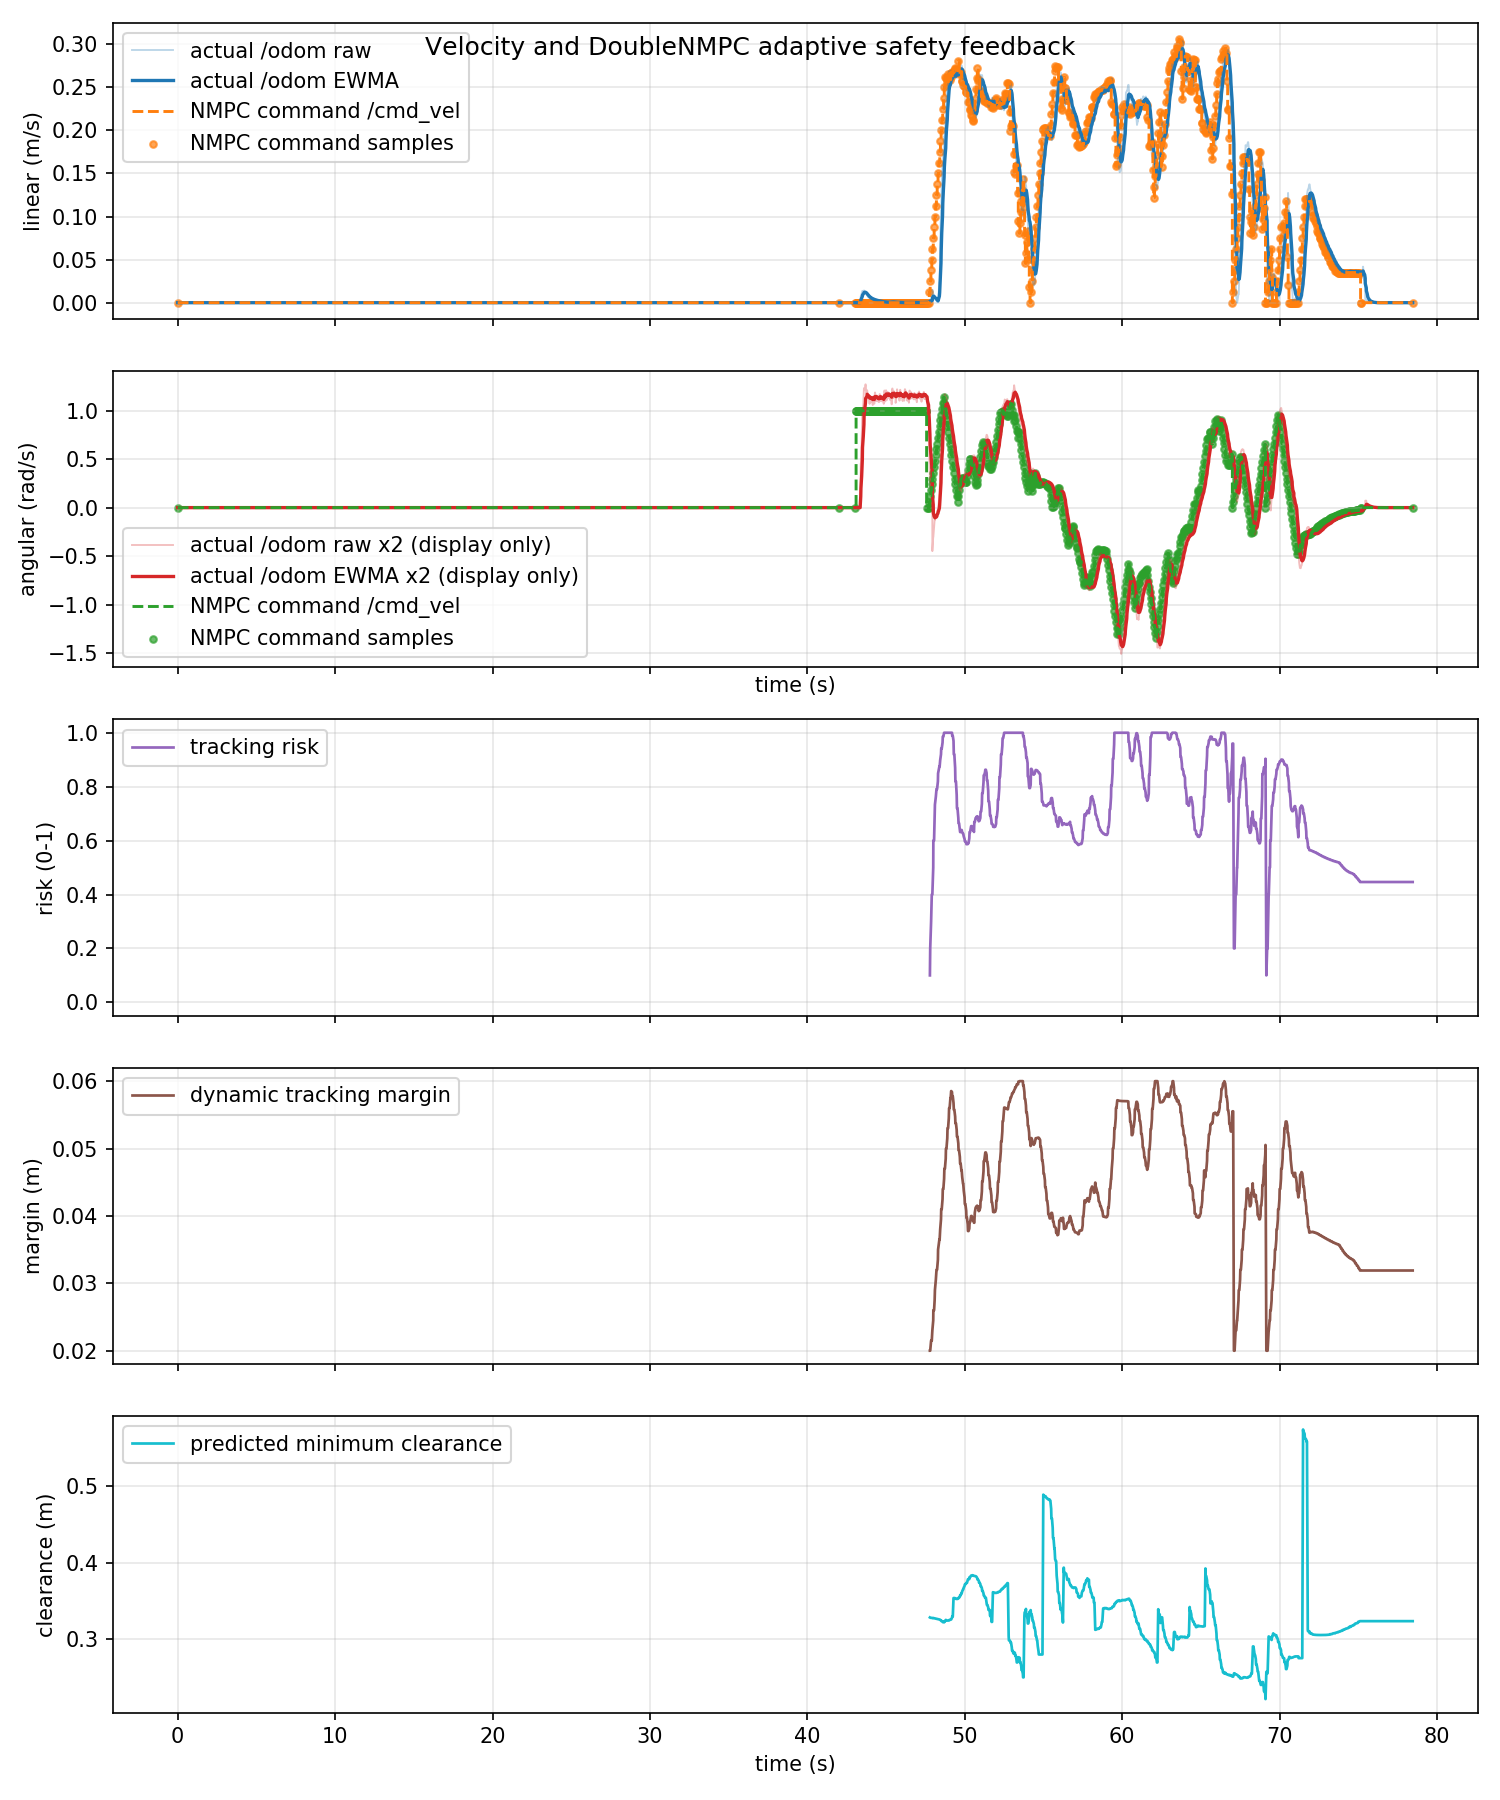 Velocity and DoubleNMPC adaptive safety feedback
actual /odom raw
actual /odom EWMA
NMPC command /cmd_vel
NMPC command samples
linear (m/s)
0.30
0.25
0.20
0.15
0.10
0.05
0.00
angular (rad/s)
1.0
0.5
0.0
−0.5
−1.0
−1.5
actual /odom raw x2 (display only)
actual /odom EWMA x2 (display only)
NMPC command /cmd_vel
NMPC command samples
time (s)
tracking risk
risk (0-1)
1.0
0.8
0.6
0.4
0.2
0.0
dynamic tracking margin
margin (m)
0.06
0.05
0.04
0.03
0.02
predicted minimum clearance
clearance (m)
0.5
0.4
0.3
0 10 20 30 40 50 60 70 80
time (s)